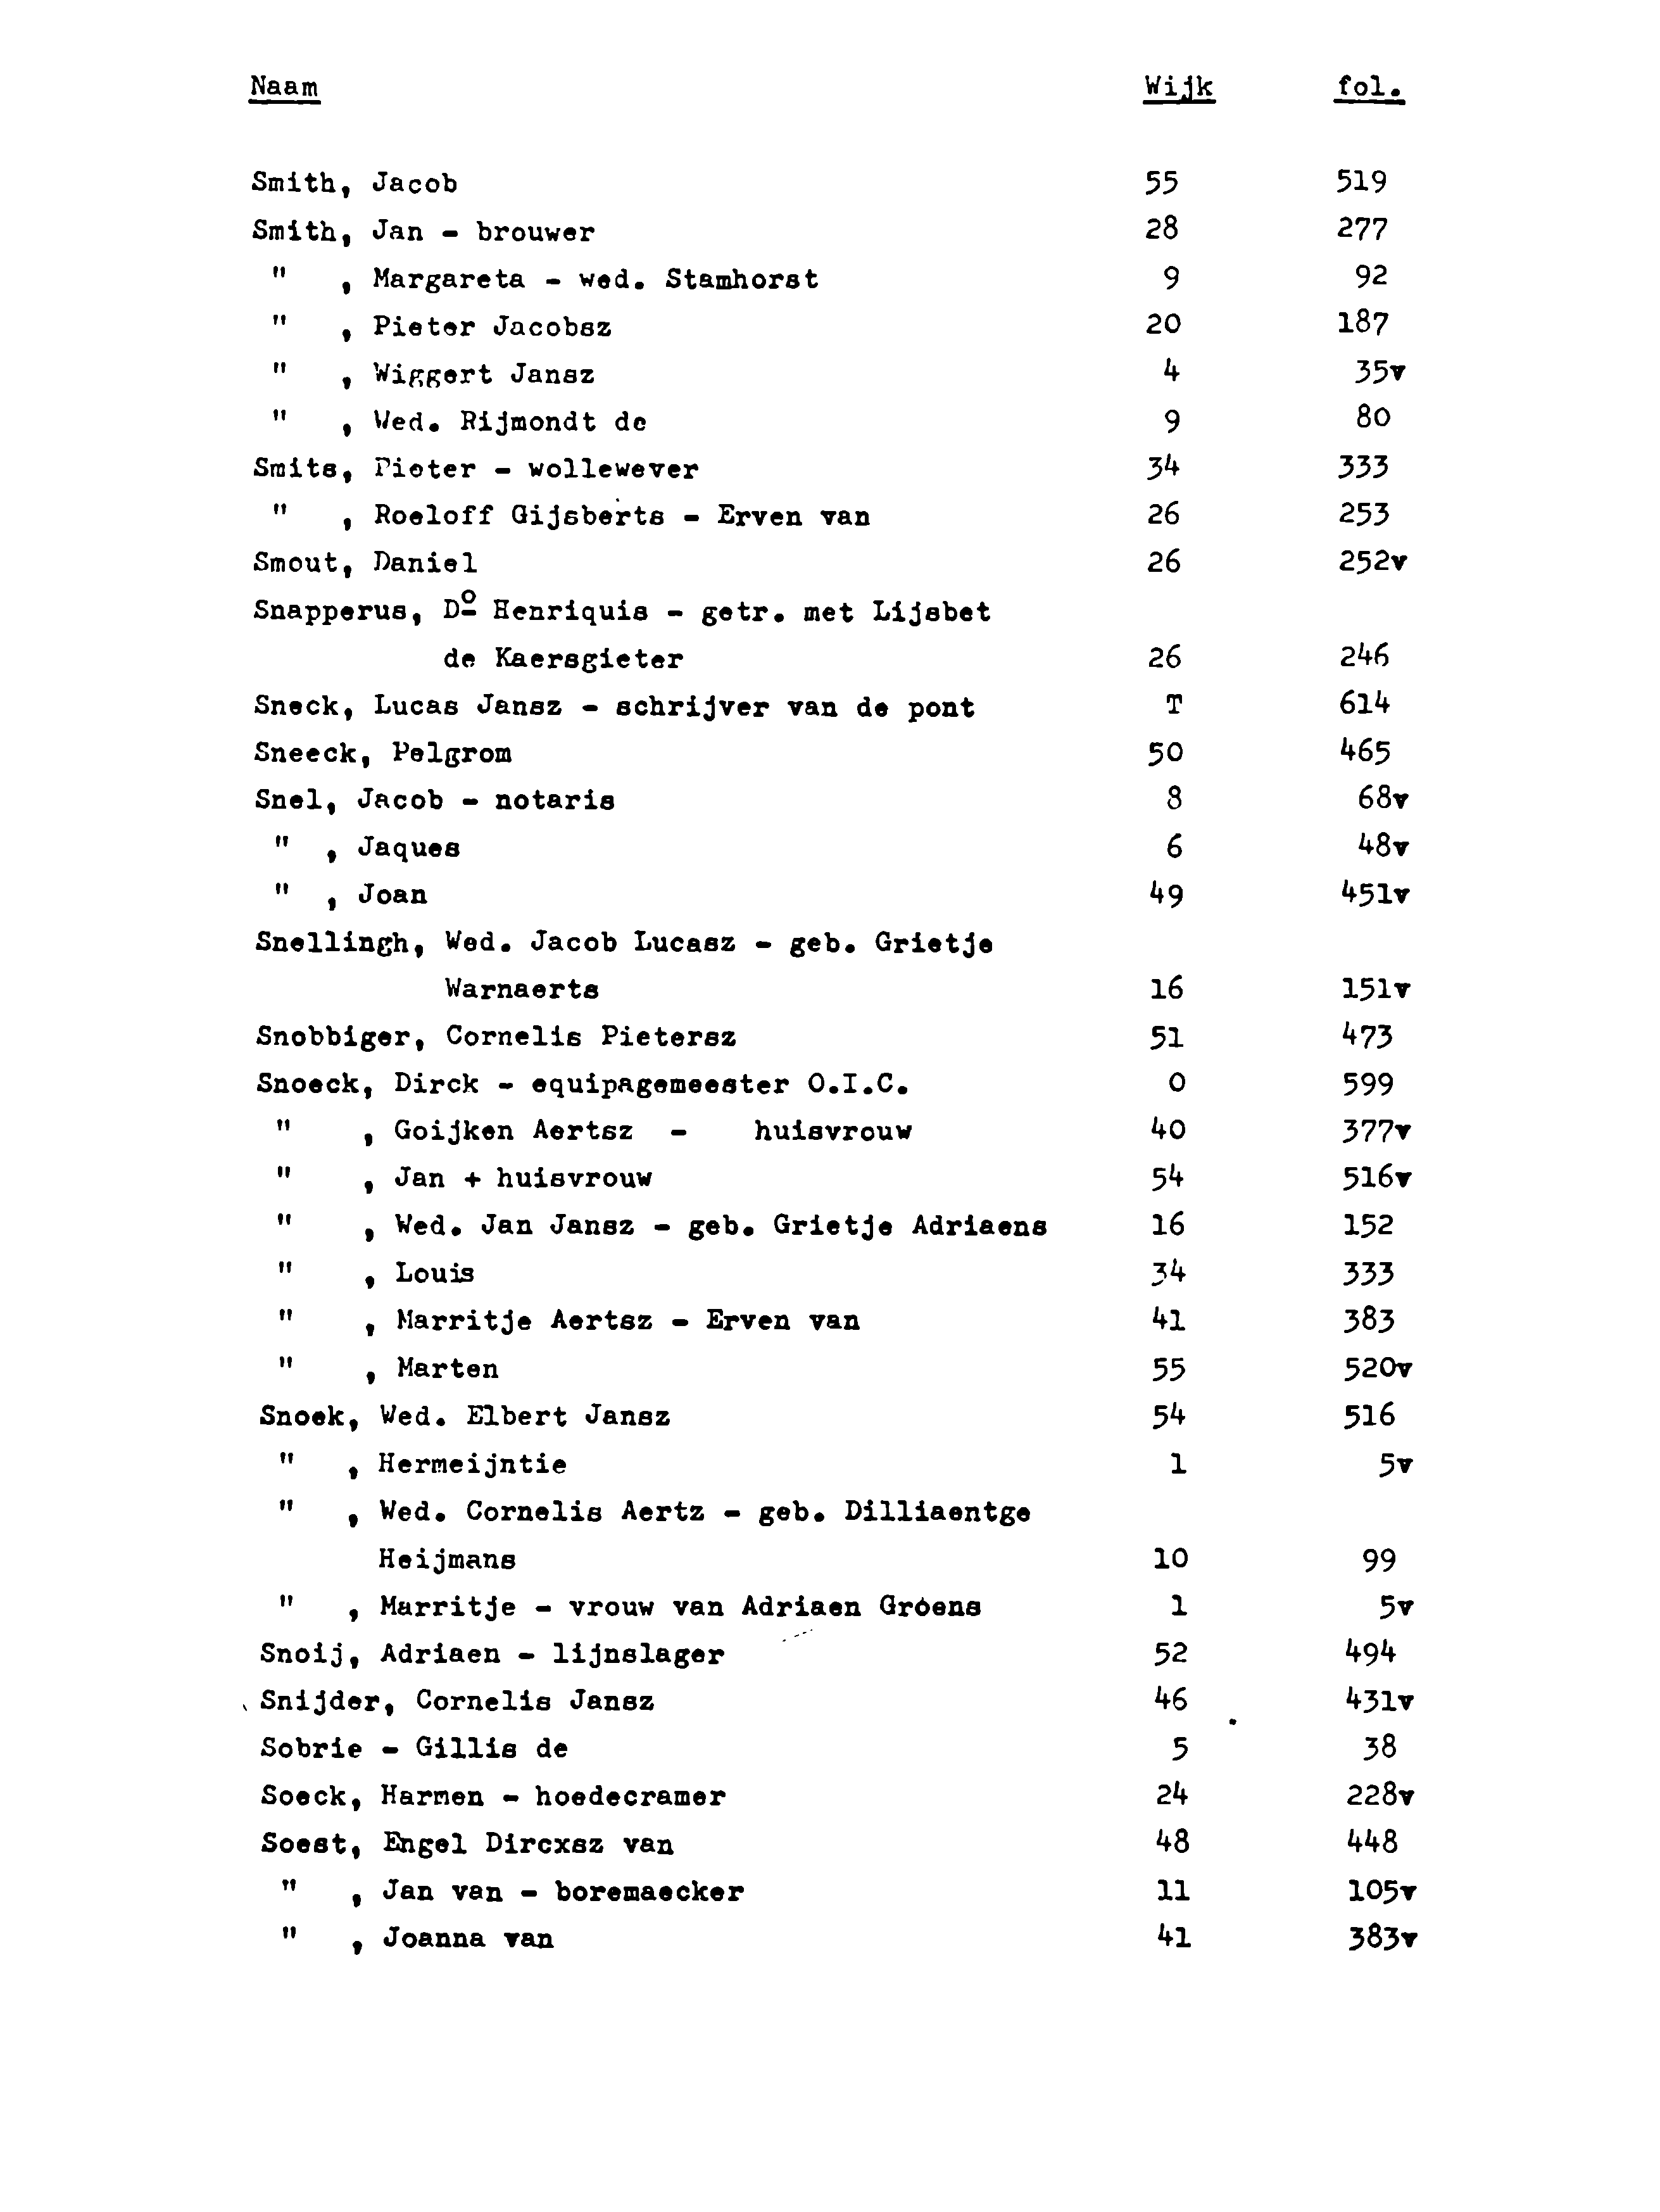 Naam Wijk fol.
Smith, Jacob 55 519
Smith, Jan - brouwer 28 277
" , Margareta - wed. Stamhorst 9 92
" , Pieter Jacobsz 20 187
" , Wiggert Jansz 4 35v
" , Wed. Rijmondt de 9 80
Smits, Pieter - wollewever 34 333
" , Roeloff Gijsberts - Erven van 26 253
Smout, Daniel 26 252v
Snapperus, Dº Henriquis - getr. met Lijsbet
de Kaersgieter 26 246
Sneck, Lucas Jansz - schrijver van de pont T 614
Sneeck, Pelgrom 50 465
Snel, Jacob - notaris 8 68v
" , Jaques 6 48v
" , Joan 49 451v
Snellingh, Wed. Jacob Lucasz - geb. Grietje
Warnaerts 16 151v
Snobbiger, Cornelis Pietersz 51 473
Snoeck, Dirck - equipagemeester O.I.C. O 599
" , Goijken Aertsz - huisvrouw 40 377v
" , Jan + huisvrouw 54 516v
" , Wed. Jan Jansz - geb. Grietje Adriaens 16 152
" , Louis 34 333
" , Marritje Aertsz - Erven van 41 383
" , Marten 55 520v
Snoek, Wed. Elbert Jansz 54 516
" , Hermeijntie 1 5v
" , Wed. Cornelis Aertz - geb. Dilliaentge
Heijmans 10 99
" , Marritje - vrouw van Adriaen Groens 1 5v
Snoij, Adriaen - lijnslager 52 494
Snijder, Cornelis Jansz 46 431v
Sobrie - Gillis de 5 38
Soeck, Harmen - hoedecramer 24 228v
Soest, Engel Dircxsz van 48 448
" , Jan van - boremaecker 11 105v
" , Joanna van 41 383v